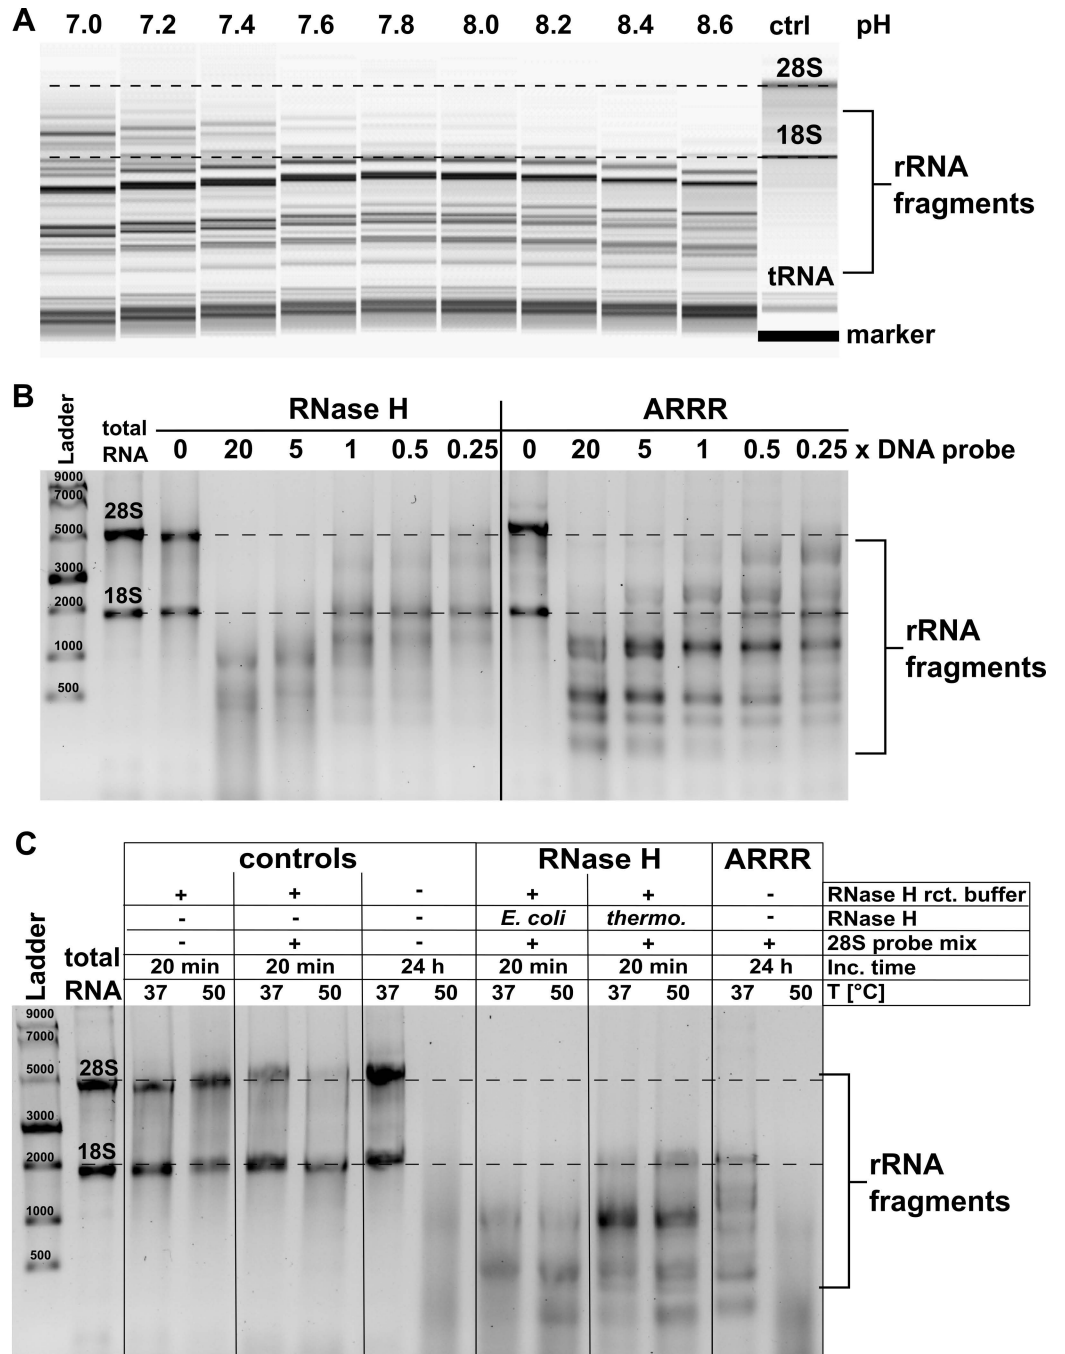 A 7.0 7.2 7.4 7.6 7.8 8.0 8.2 8.4 8.6 ctrl pH
28S
18S
rRNA
fragments
tRNA
marker
B
Ladder
total
RNA
RNase H ARRR
0 20 5 1 0.5 0.25 0 20 5 1 0.5 0.25 x DNA probe
9000
7000
5000
3000
2000
1000
500
28S
18S
rRNA
fragments
C
controls RNase H ARRR
+ + - + + - RNase H rct. buffer
- - - E. coli thermo. - RNase H
- + - + + + 28S probe mix
20 min 20 min 24 h 20 min 20 min 24 h Inc. time
37 50 37 50 37 50 37 50 37 50 37 50 T [°C]
Ladder
total
RNA
9000
7000
5000
3000
2000
1000
500
28S
18S
rRNA
fragments